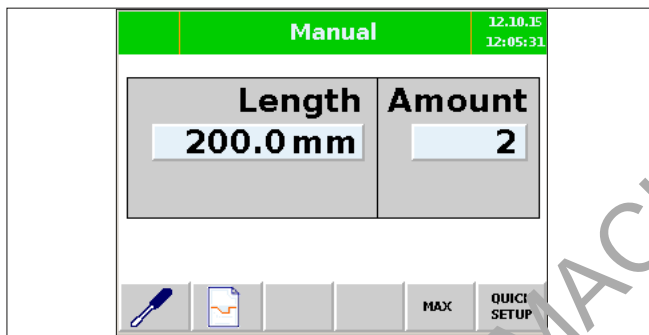 Manual
12.10.15
12:05:31
Length
Amount
200.0 mm
2
MAX
QUICK
SETUP